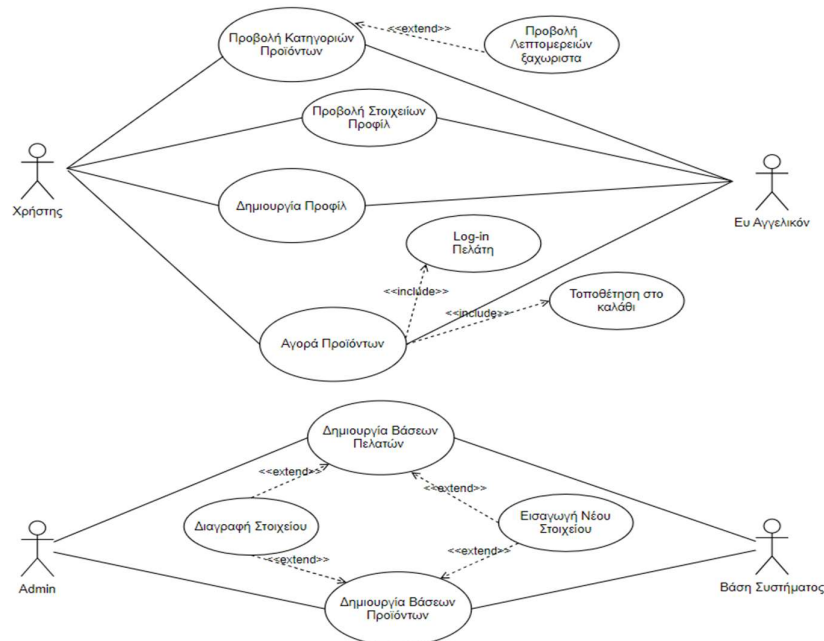 Προβολή Κατηγοριών
Προϊόντων
<<extend>>
Προβολή
Λεπτομερειών
ξαχωριστα
Προβολή Στοιχείιων
Προφίλ
Χρήστης
Δημιουργία Προφίλ
Ευ Αγγελικόν
Log-in
Πελάτη
<<include>>
Τοποθέτηση στο
καλάθι
<<include>>
Αγορά Προϊόντων
Δημιουργία Βάσεων
Πελατών
<<extend>>
<<extend>>
Διαγραφή Στοιχείου
Εισαγωγή Νέου
Στοιχείου
<<extend>>
<<extend>>
Admin
Βάση Συστήματος
Δημιουργία Βάσεων
Προϊόντων